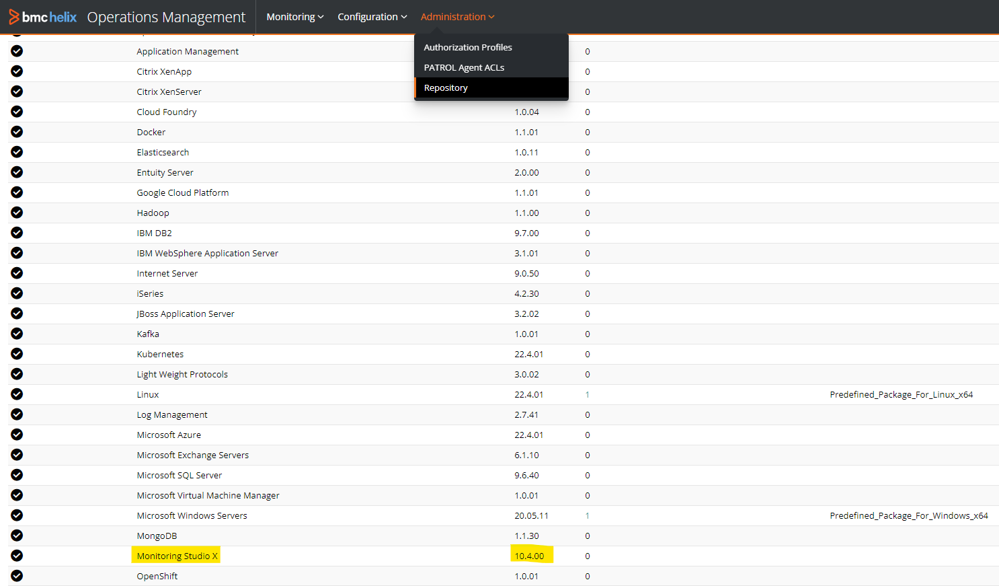 bmc helix Operations Management Monitoring Configuration Administration
Authorization Profiles
PATROL Agent ACLs
Repository
Application Management 0
Citrix XenApp 0
Citrix XenServer 0
Cloud Foundry 1.0.04 0
Docker 1.1.01 0
Elasticsearch 1.0.11 0
Entuity Server 2.0.00 0
Google Cloud Platform 1.1.01 0
Hadoop 1.1.00 0
IBM DB2 9.7.00 0
IBM WebSphere Application Server 3.1.01 0
Internet Server 9.0.50 0
iSeries 4.2.30 0
JBoss Application Server 3.2.02 0
Kafka 1.0.01 0
Kubernetes 22.4.01 0
Light Weight Protocols 3.0.02 0
Linux 22.4.01 1 Predefined_Package_For_Linux_x64
Log Management 2.7.41 0
Microsoft Azure 22.4.01 0
Microsoft Exchange Servers 6.1.10 0
Microsoft SQL Server 9.6.40 0
Microsoft Virtual Machine Manager 1.0.01 0
Microsoft Windows Servers 20.05.11 1 Predefined_Package_For_Windows_x64
MongoDB 1.1.30 0
Monitoring Studio X 10.4.00 0
OpenShift 1.0.01 0